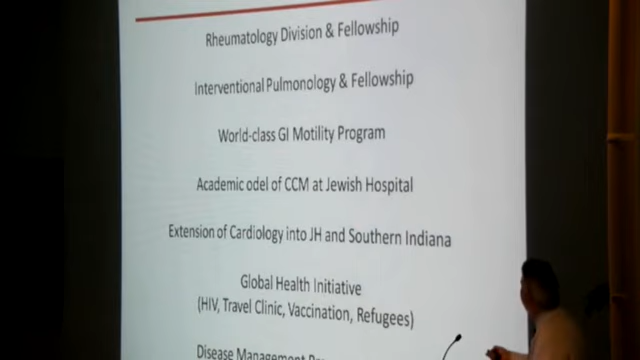 Rheumatology Division & Fellowship
Interventional Pulmonology & Fellowship
World-class GI Motility Program
Academic odel of CCM at Jewish Hospital
Extension of Cardiology into JH and Southern Indiana
Global Health Initiative
(HIV, Travel Clinic, Vaccination, Refugees)
Disease Management